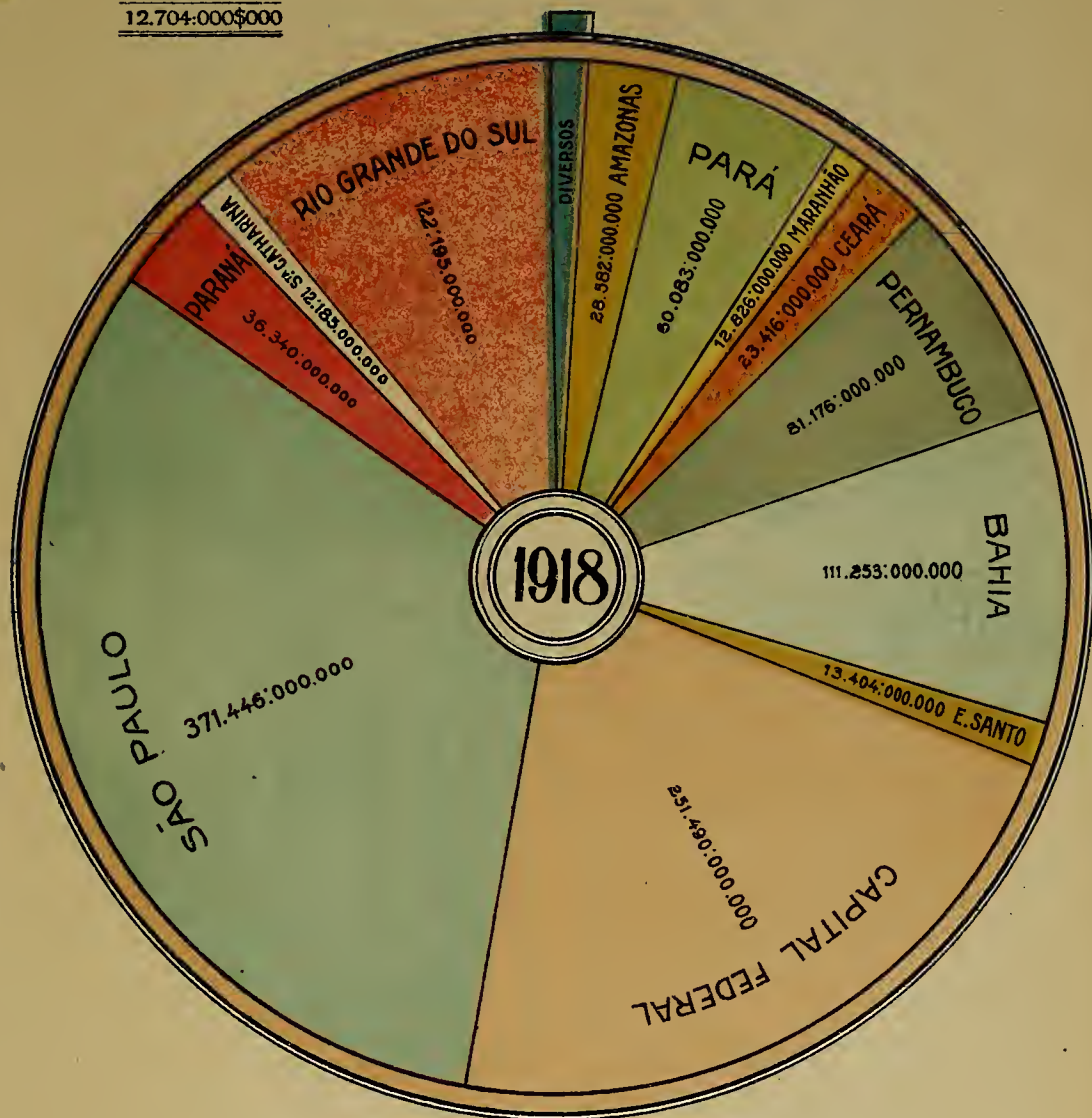 12.704:000$000
DIVERSOS
28.582:000.000 AMAZONAS
PARÁ
60.083:000.000
12.826:000.000 MARANHÃO
23.416:000.000 CEARÁ
PERNAMBUCO
81.176:000.000
BAHIA
111.253:000.000
13.404:000.000 E. SANTO
CAPITAL FEDERAL
251.490:000.000
SÃO PAULO
371.446:000.000
PARANÁ
36.340:000.000
STA CATHARINA 21:185.000.000
RIO GRANDE DO SUL
122:195.000.000
1918